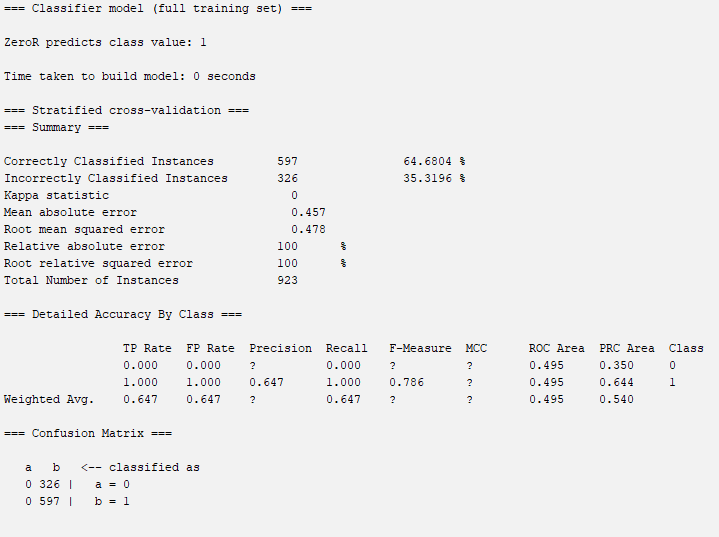 === Classifier model (full training set) ===
ZeroR predicts class value: 1
Time taken to build model: 0 seconds
=== Stratified cross-validation ===
=== Summary ===
Correctly Classified Instances         597               64.6804 %
Incorrectly Classified Instances       326               35.3196 %
Kappa statistic                          0
Mean absolute error                      0.457
Root mean squared error                  0.478
Relative absolute error                100      %
Root relative squared error            100      %
Total Number of Instances              923
=== Detailed Accuracy By Class ===
                 TP Rate  FP Rate  Precision  Recall   F-Measure  MCC      ROC Area  PRC Area  Class
                 0.000    0.000    ?          0.000    ?          ?        0.495     0.350     0
                 1.000    1.000    0.647      1.000    0.786      ?        0.495     0.644     1
Weighted Avg.    0.647    0.647    ?          0.647    ?          ?        0.495     0.540
=== Confusion Matrix ===
   a   b   <-- classified as
   0 326 |   a = 0
   0 597 |   b = 1